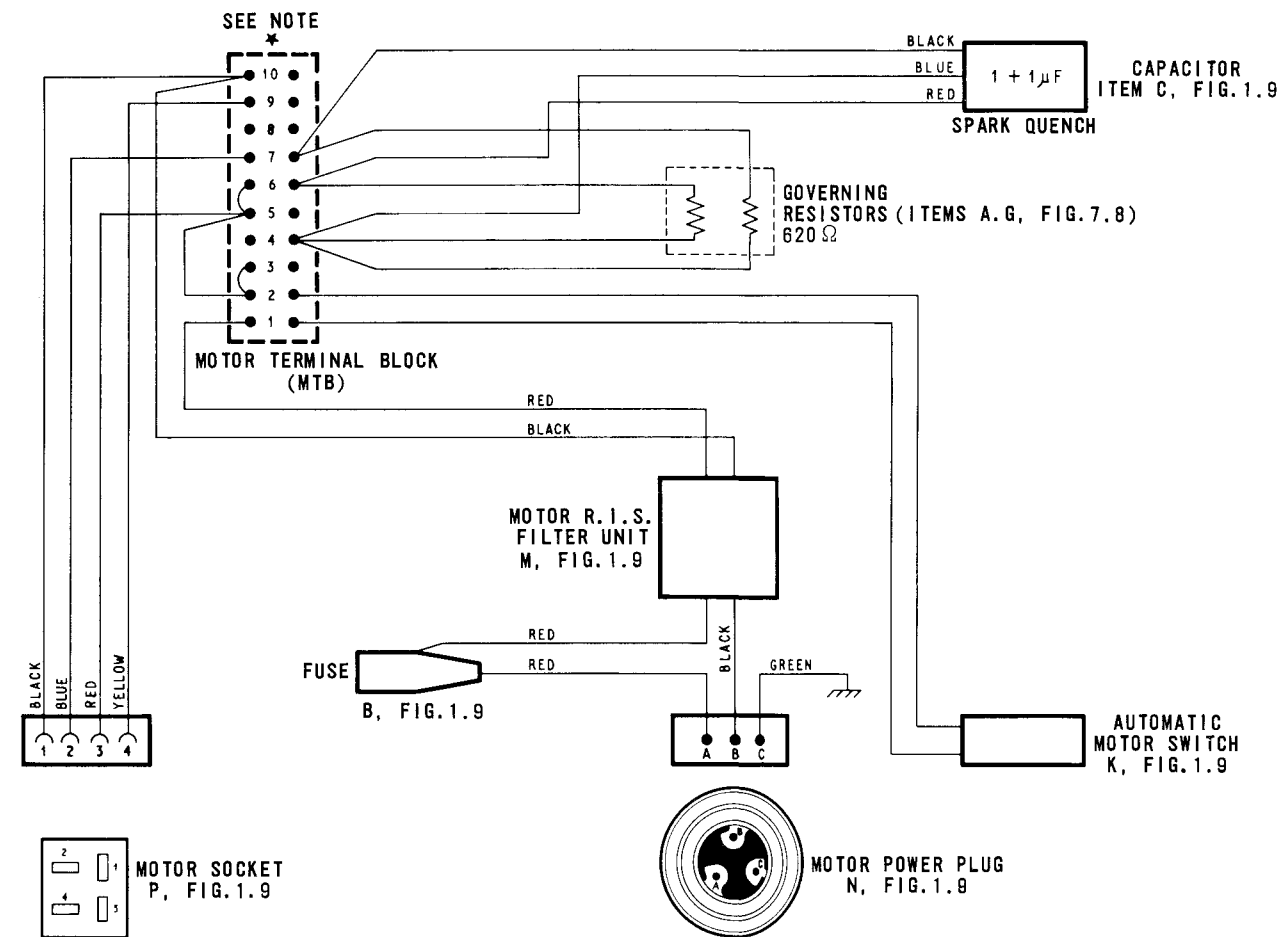 SEE NOTE
★
10
9
8
7
6
5
4
3
2
1
MOTOR TERMINAL BLOCK
(MTB)
BLACK
BLUE
RED
1 + 1µF
SPARK QUENCH
CAPACITOR
ITEM C, FIG.1.9
GOVERNING
RESISTORS (ITEMS A.G, FIG.7.8)
620 Ω
RED
BLACK
MOTOR R.I.S.
FILTER UNIT
M, FIG.1.9
RED
RED
BLACK
GREEN
FUSE
B, FIG.1.9
BLACK
BLUE
RED
YELLOW
1 2 3 4
A B C
AUTOMATIC
MOTOR SWITCH
K, FIG.1.9
2
1
4
3
MOTOR SOCKET
P, FIG.1.9
B
C
A
MOTOR POWER PLUG
N, FIG.1.9